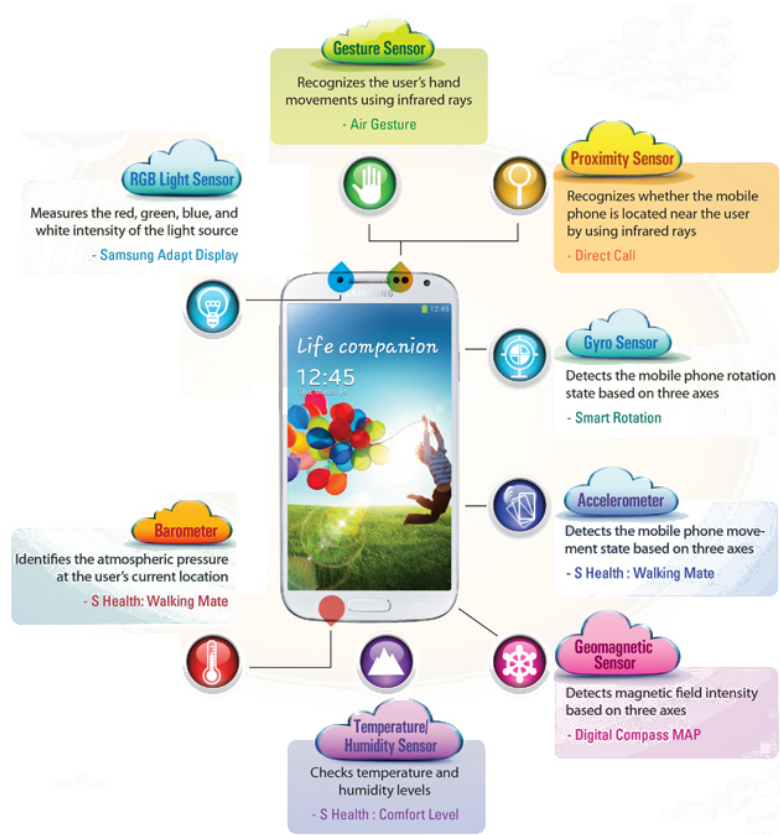 Gesture Sensor
Recognizes the user's hand
movements using infrared rays
- Air Gesture
RGB Light Sensor
Measures the red, green, blue, and
white intensity of the light source
- Samsung Adapt Display
Proximity Sensor
Recognizes whether the mobile
phone is located near the user
by using infrared rays
- Direct Call
SAMSUNG
12:45
Life companion
12:45
Gyro Sensor
Detects the mobile phone rotation
state based on three axes
- Smart Rotation
Accelerometer
Detects the mobile phone move-
ment state based on three axes
- S Health : Walking Mate
Barometer
Identifies the atmospheric pressure
at the user's current location
- S Health: Walking Mate
Geomagnetic
Sensor
Detects magnetic field intensity
based on three axes
- Digital Compass MAP
Temperature/
Humidity Sensor
Checks temperature and
humidity levels
- S Health : Comfort Level